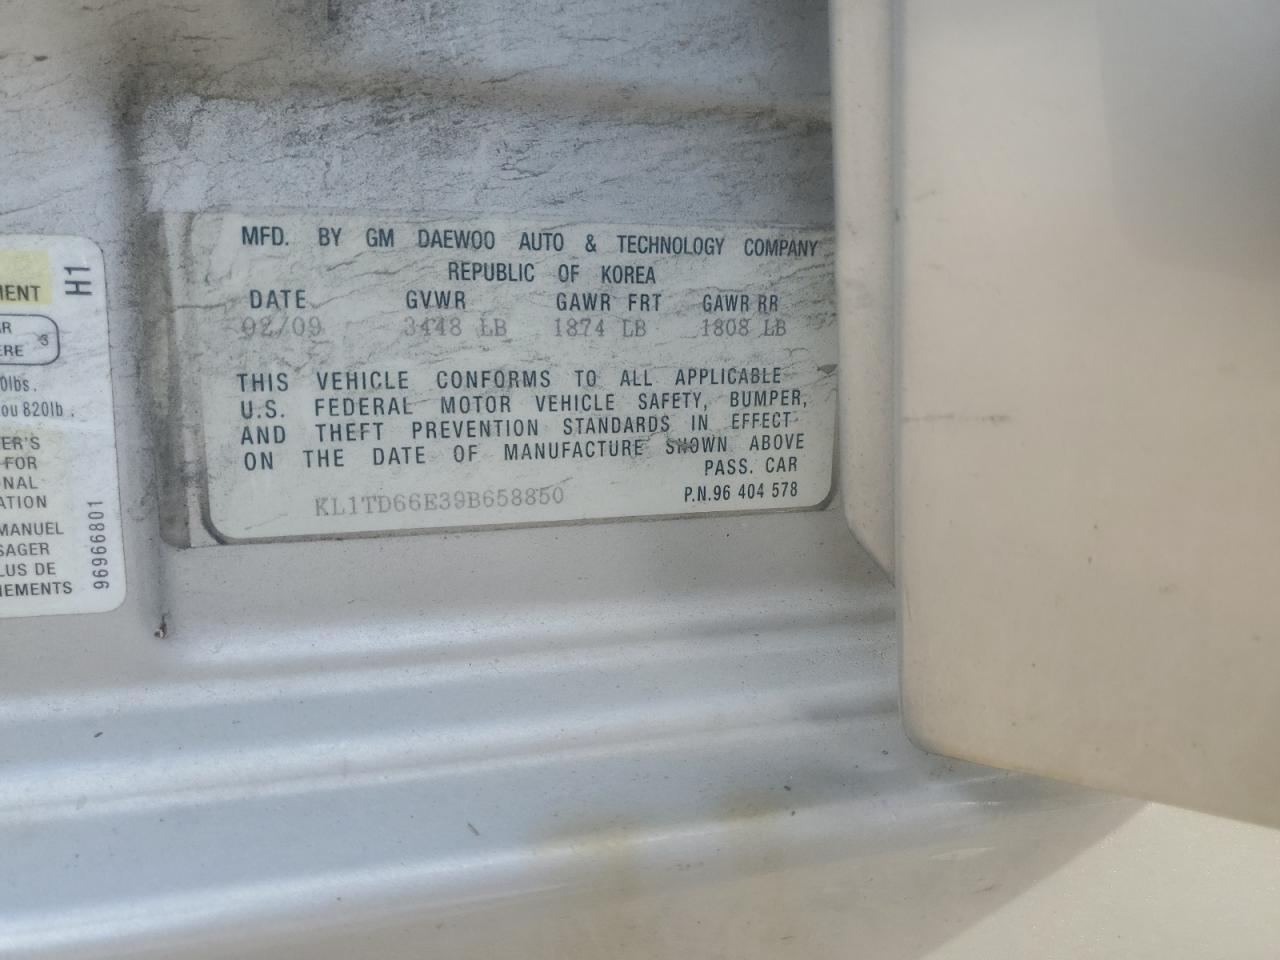 H1
MENT
AR
ERE
3
0lbs.
ou 820lb.
ER'S
FOR
NAL
ATION
MANUEL
SAGER
LUS DE
NEMENTS
96966801
MFD. BY GM DAEWOO AUTO & TECHNOLOGY COMPANY
REPUBLIC OF KOREA
DATE GVWR GAWR FRT GAWR RR
02/09 3448 LB 1874 LB 1808 LB
THIS VEHICLE CONFORMS TO ALL APPLICABLE
U.S. FEDERAL MOTOR VEHICLE SAFETY, BUMPER,
AND THEFT PREVENTION STANDARDS IN EFFECT
ON THE DATE OF MANUFACTURE SHOWN ABOVE
PASS. CAR
KL1TD66E39B658850 P.N.96 404 578